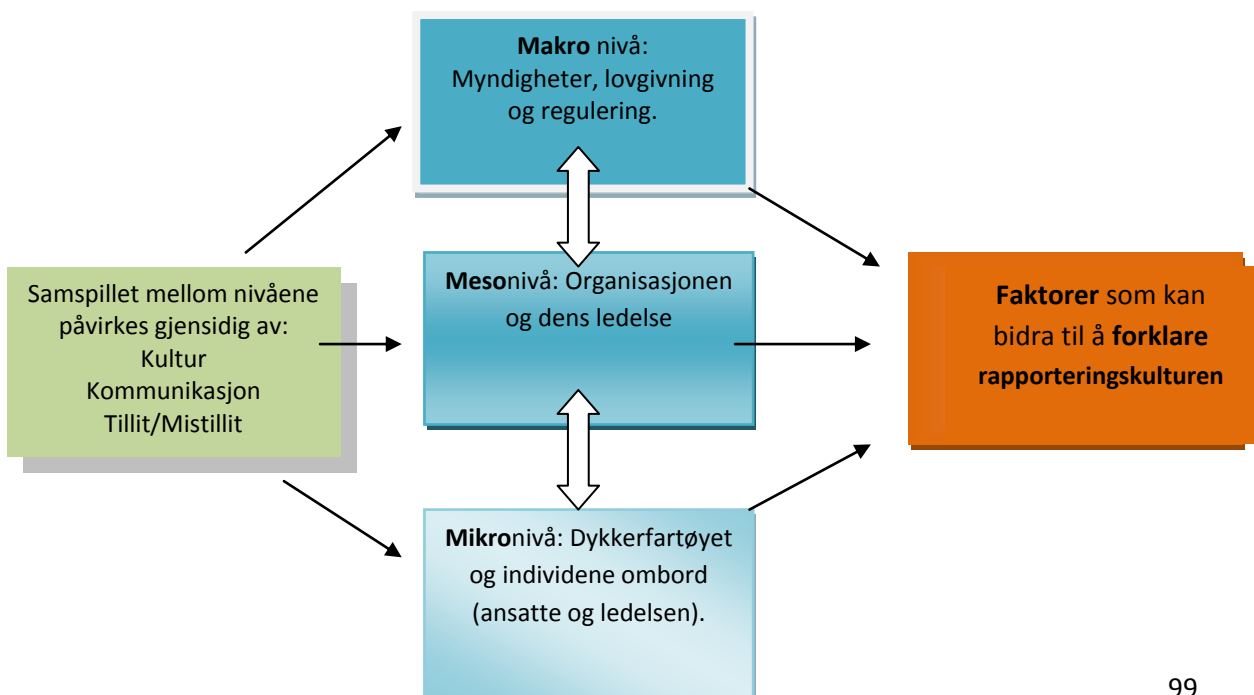 Makro nivå:
Myndigheter, lovgivning
og regulering.
Samspillet mellom nivåene
påvirkes gjensidig av:
Kultur
Kommunikasjon
Tillit/Mistillit
Mesonivå: Organisasjonen
og dens ledelse
Faktorer som kan
bidra til å forklare
rapporteringskulturen
Mikronivå: Dykkerfartøyet
og individene ombord
(ansatte og ledelsen).
99